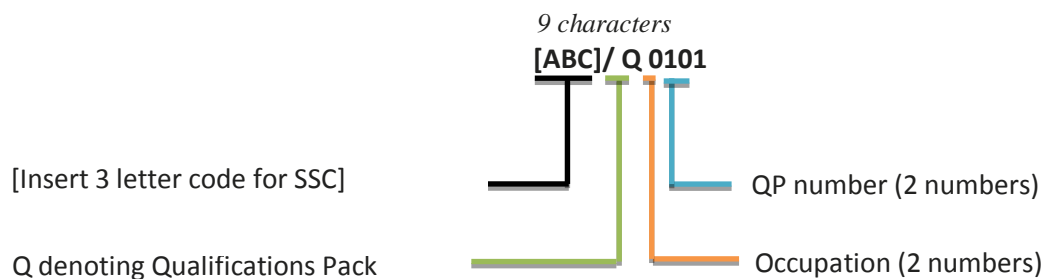 9 characters
[ABC]/ Q 0101
[Insert 3 letter code for SSC]
QP number (2 numbers)
Q denoting Qualifications Pack
Occupation (2 numbers)